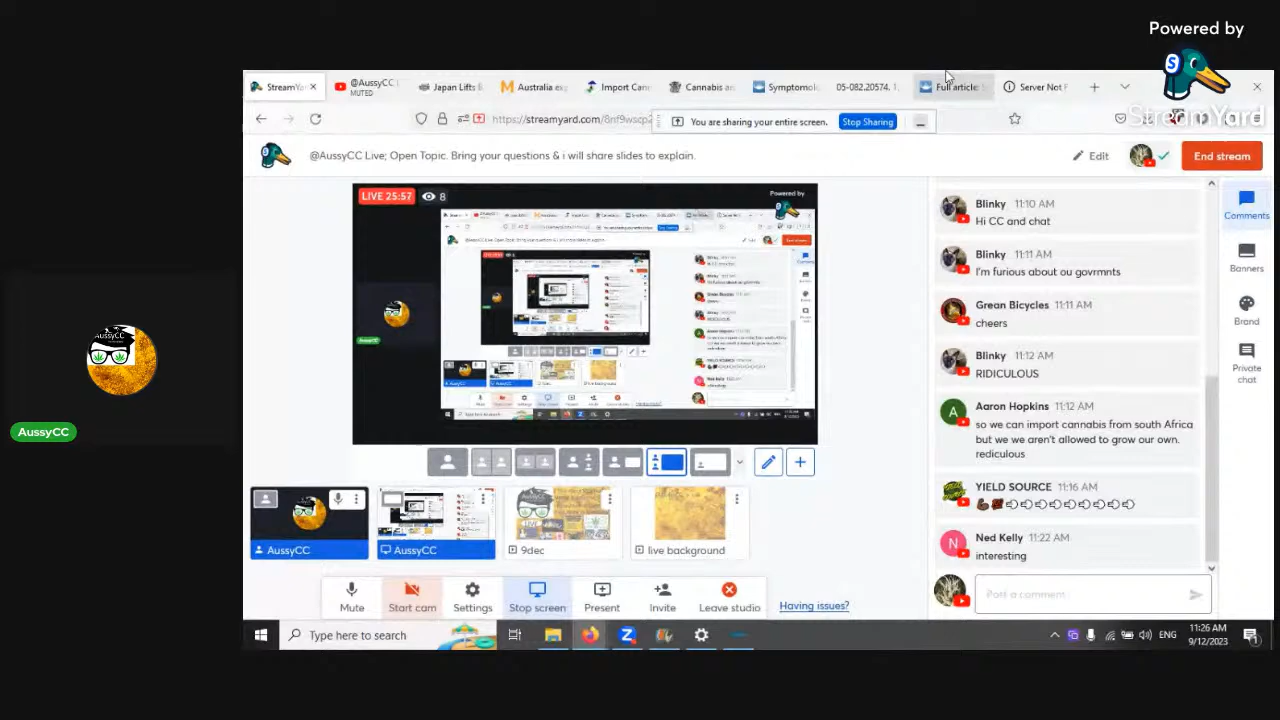 Powered by
StreamYard
StreamYar
@AussyCC L
MUTED
Japan Lifts B
Australia ex
Import Can
Cannabis an
Symptomol
05-082.20574. 1
Full article
Server Not F
https://streamyard.com/8nf9wscp2
You are sharing your entire screen.
Stop Sharing
@AussyCC Live; Open Topic. Bring your questions & i will share slides to explain.
Edit
End stream
LIVE 25:57
8
Powered by
Blinky 11:10 AM
Hi CC and chat
Blinky 11:11 AM
I'm furious about ou gvrmnts
Grean Bicycles 11:11 AM
cheers
Blinky 11:12 AM
RIDICULOUS
Aaron Hopkins 11:12 AM
so we can import cannabis from south Africa
but we we aren't allowed to grow our own.
rediculous
YIELD SOURCE 11:16 AM
Ned Kelly 11:22 AM
interesting
Post a comment
Comments
Banners
Brand
Private
chat
AussyCC
AussyCC
AussyCC
9dec
live background
Mute
Start cam
Settings
Stop screen
Present
Invite
Leave studio
Having issues?
Type here to search
ENG
11:26 AM
9/12/2023